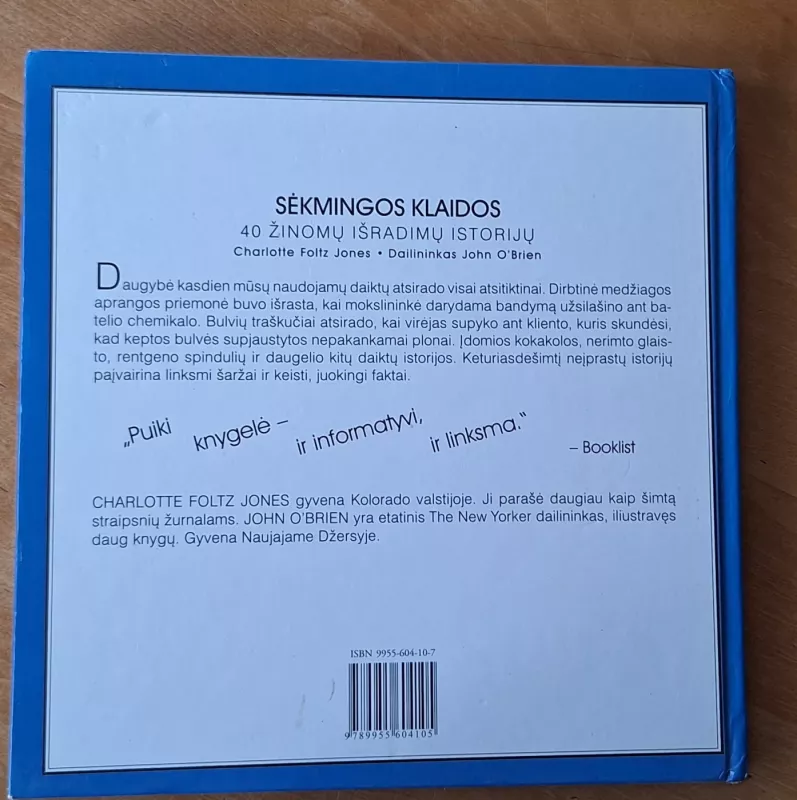 SĖKMINGOS KLAIDOS
40 ŽINOMŲ IŠRADIMŲ ISTORIJŲ
Charlotte Foltz Jones • Dailininkas John O'Brien
Daugybė kasdien mūsų naudojamų daiktų atsirado visai atsitiktinai. Dirbtinė medžiagos
aprangos priemonė buvo išrasta, kai mokslininkė darydama bandymą užsilašino ant ba-
telio chemikalo. Bulvių traškučiai atsirado, kai virėjas supyko ant kliento, kuris skundėsi,
kad keptos bulvės supjaustytos nepakankamai plonai. Įdomios kokakolos, nerimto glais-
to, rentgeno spindulių ir daugelio kitų daiktų istorijos. Keturiasdešimtį neįprastų istorijų
paįvairina linksmi šaržai ir keisti, juokingi faktai.
„Puiki knygelė – ir informatyvi, ir linksma.“
– Booklist
CHARLOTTE FOLTZ JONES gyvena Kolorado valstijoje. Ji parašė daugiau kaip šimtą
straipsnių žurnalams. JOHN O'BRIEN yra etatinis The New Yorker dailininkas, iliustravęs
daug knygų. Gyvena Naujajame Džersyje.
ISBN 9955-604-10-7
9 789955 604105